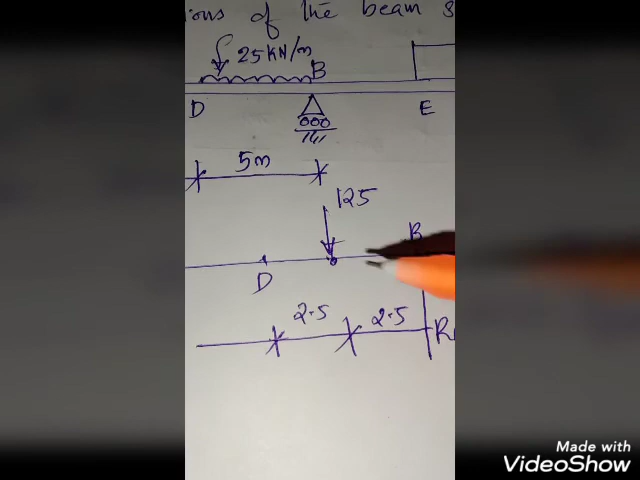 ions of the beam s
25 KN/m
B
D
E
5m
125
B
D
2.5
2.5
R
Made with
VideoShow